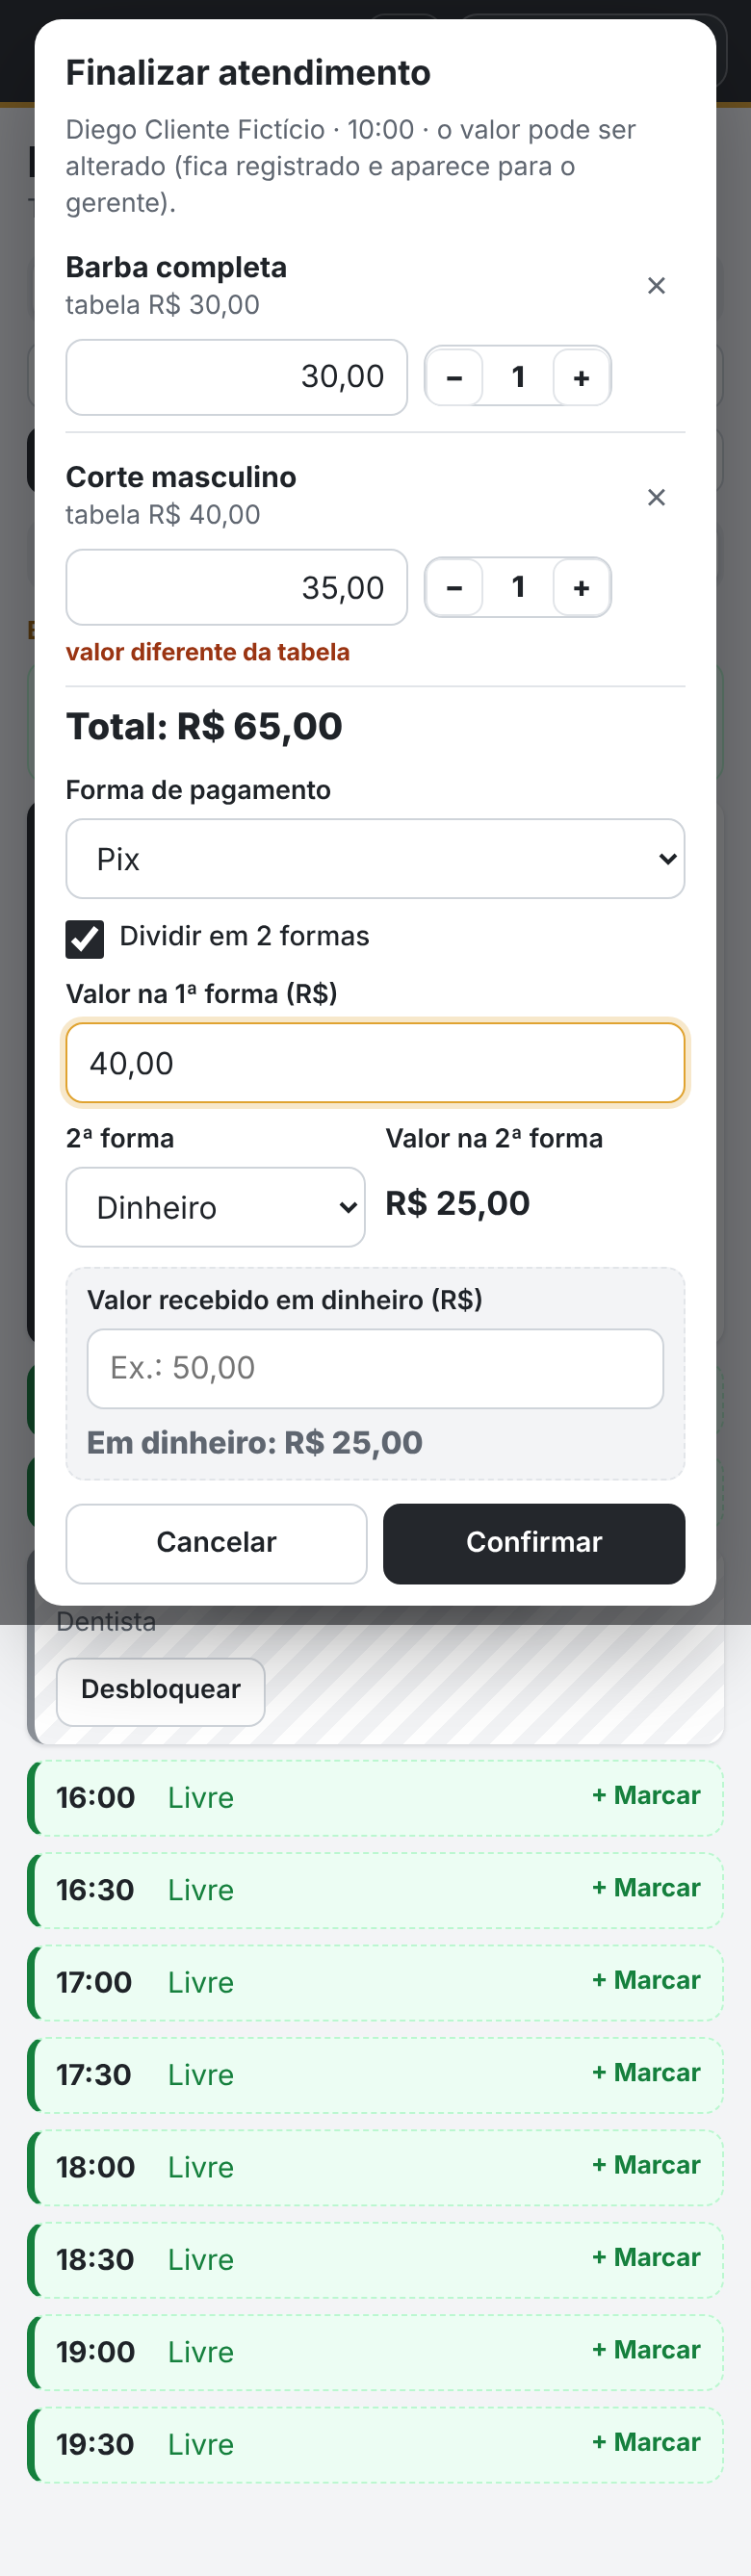 Finalizar atendimento
Diego Cliente Fictício · 10:00 · o valor pode ser
alterado (fica registrado e aparece para o
gerente).
Barba completa
×
tabela R$ 30,00
30,00
− 1 +
Corte masculino
×
tabela R$ 40,00
35,00
− 1 +
valor diferente da tabela
Total: R$ 65,00
Forma de pagamento
Pix
Dividir em 2 formas
Valor na 1ª forma (R$)
40,00
2ª forma
Valor na 2ª forma
Dinheiro
R$ 25,00
Valor recebido em dinheiro (R$)
Ex.: 50,00
Em dinheiro: R$ 25,00
Cancelar
Confirmar
Dentista
Desbloquear
16:00 Livre + Marcar
16:30 Livre + Marcar
17:00 Livre + Marcar
17:30 Livre + Marcar
18:00 Livre + Marcar
18:30 Livre + Marcar
19:00 Livre + Marcar
19:30 Livre + Marcar